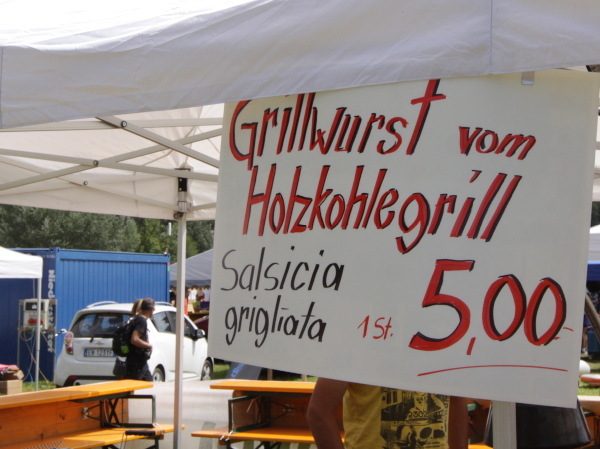 Grillwurst vom
Holzkohlegrill
Salsicia
grigliata
1 St. 5,00.-